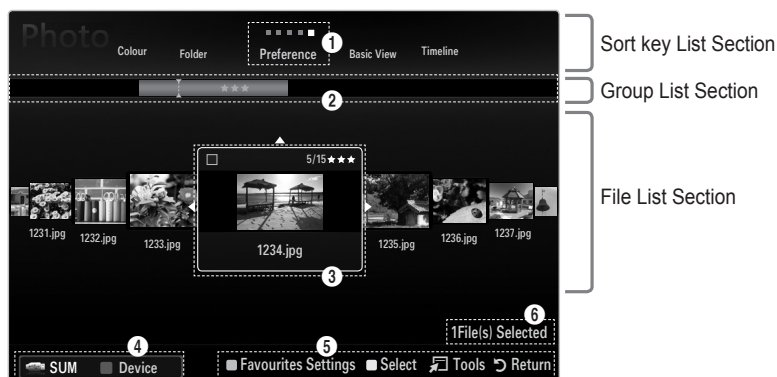 Photo
Colour Folder Preference Basic View Timeline
1
Sort key List Section
★★★
2
Group List Section
5/15★★★
1231.jpg 1232.jpg 1233.jpg 1234.jpg 1235.jpg 1236.jpg 1237.jpg
3
File List Section
6
1File(s) Selected
4 5
SUM Device Favourites Settings Select Tools Return